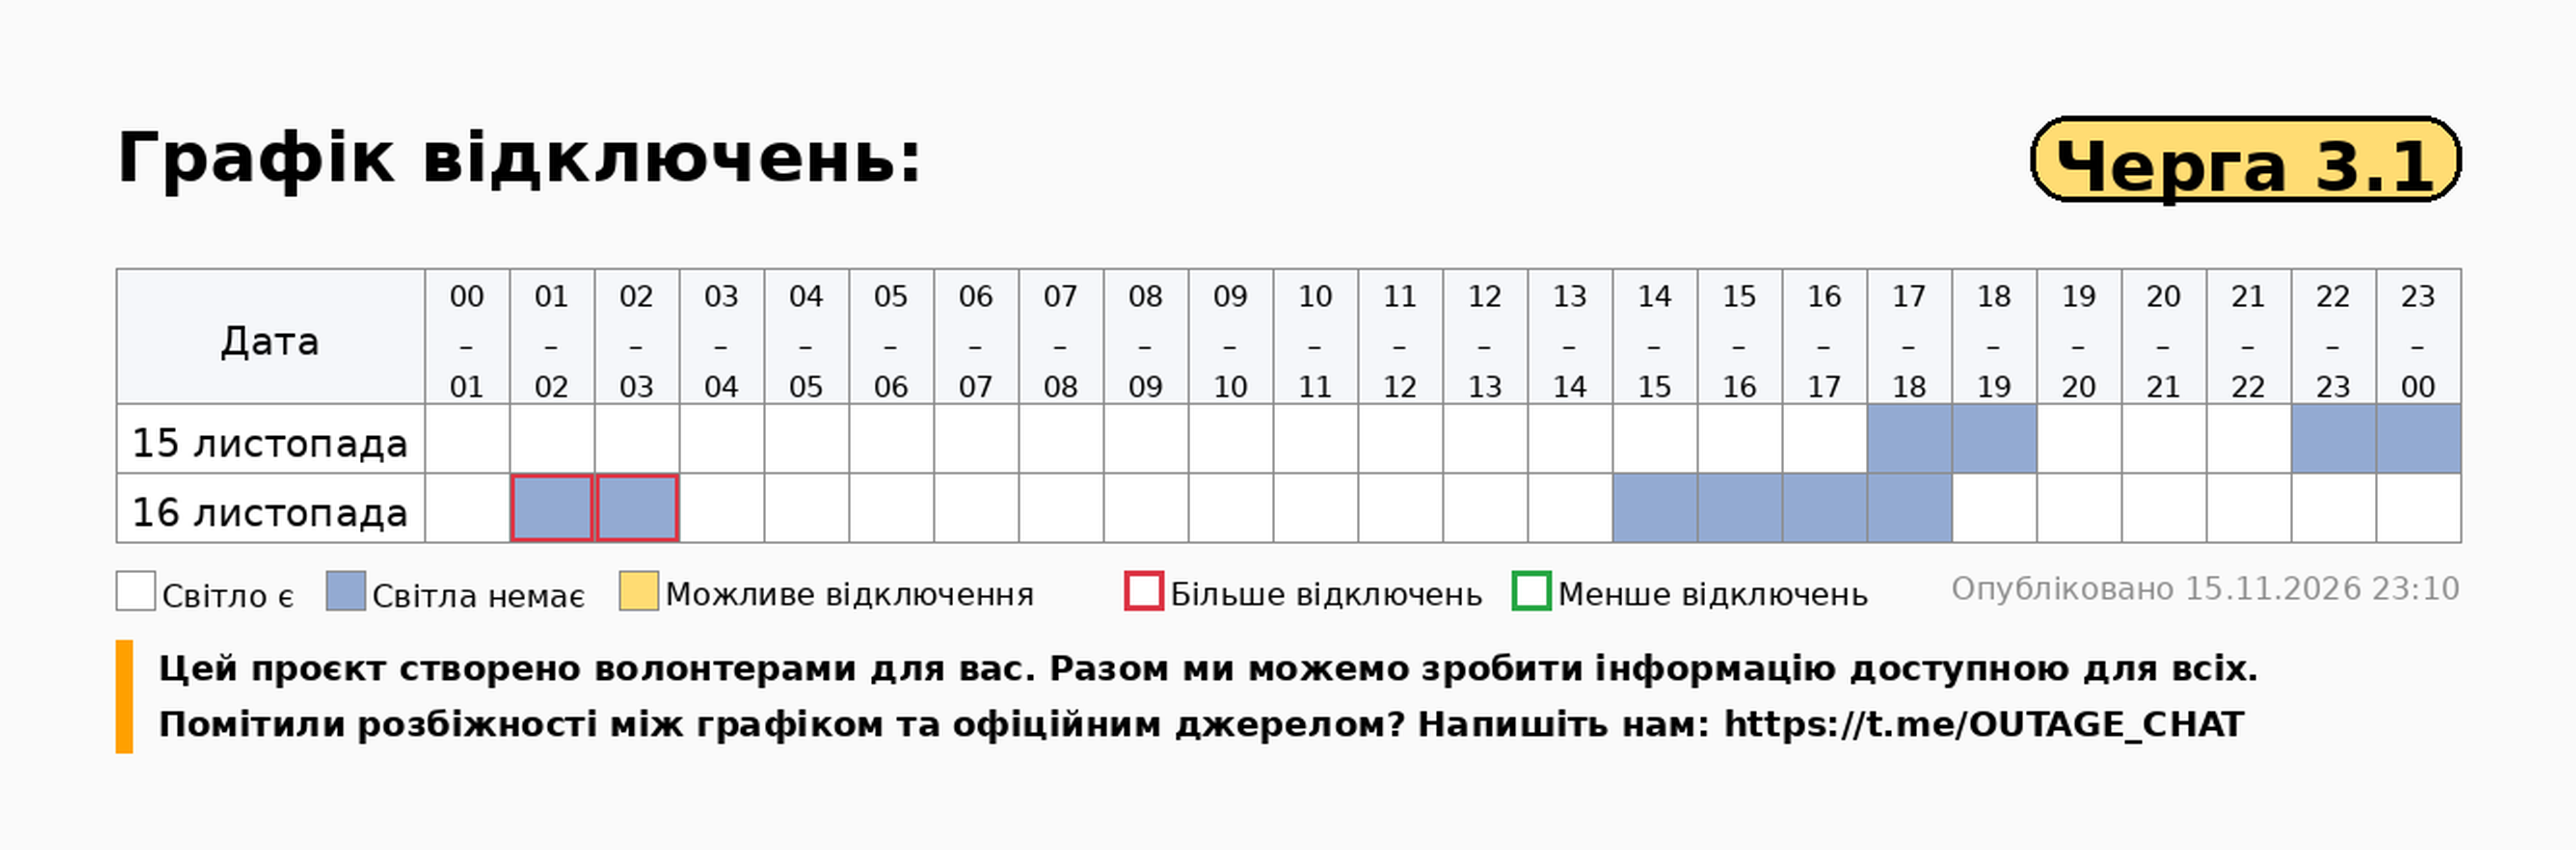 Графік відключень:
Черга 3.1
Дата 00 – 01 01 – 02 02 – 03 03 – 04 04 – 05 05 – 06 06 – 07 07 – 08 08 – 09 09 – 10 10 – 11 11 – 12 12 – 13 13 – 14 14 – 15 15 – 16 16 – 17 17 – 18 18 – 19 19 – 20 20 – 21 21 – 22 22 – 23 23 – 00
15 листопада
16 листопада
Світло є Світла немає Можливе відключення Більше відключень Менше відключень Опубліковано 15.11.2026 23:10
Цей проєкт створено волонтерами для вас. Разом ми можемо зробити інформацію доступною для всіх.
Помітили розбіжності між графіком та офіційним джерелом? Напишіть нам: https://t.me/OUTAGE_CHAT